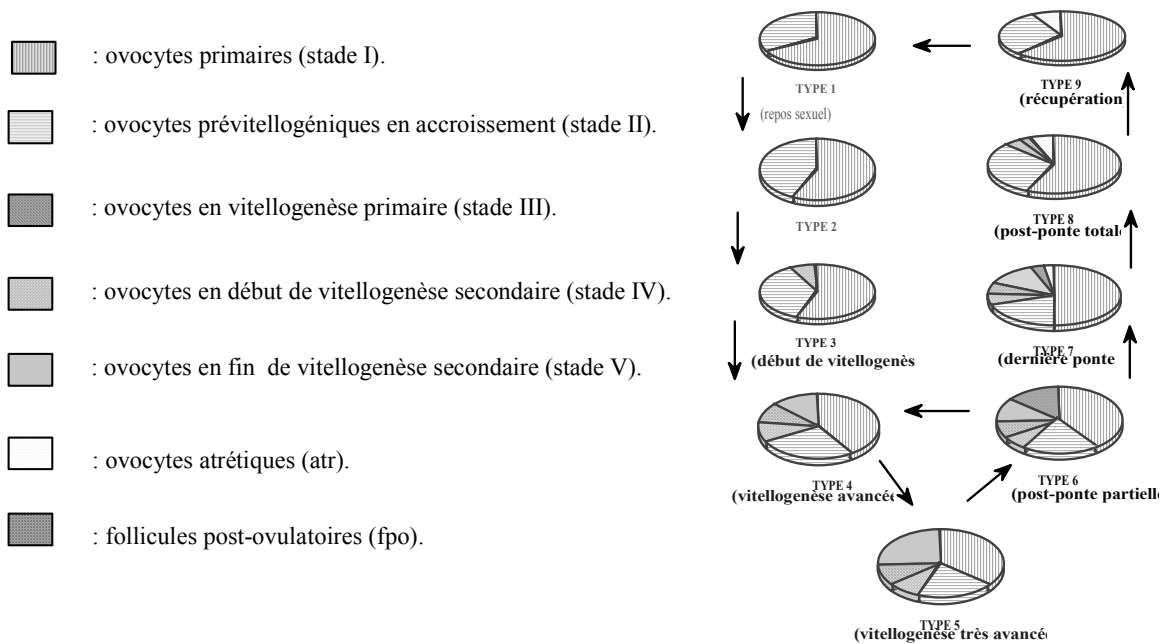 : ovocytes primaires (stade I).
: ovocytes prévitellogéniques en accroissement (stade II).
: ovocytes en vitellogenèse primaire (stade III).
: ovocytes en début de vitellogenèse secondaire (stade IV).
: ovocytes en fin de vitellogenèse secondaire (stade V).
: ovocytes atrétiques (atr).
: follicules post-ovulatoires (fpo).
TYPE 1
(repos sexuel)
TYPE 2
TYPE 3
(début de vitellogenès
TYPE 4
(vitellogenèse avancée
TYPE 5
(vitellogenèse très avancée
TYPE 6
(post-ponte partielle
TYPE 7
(dernière ponte
TYPE 8
(post-ponte totale
TYPE 9
(récupération)